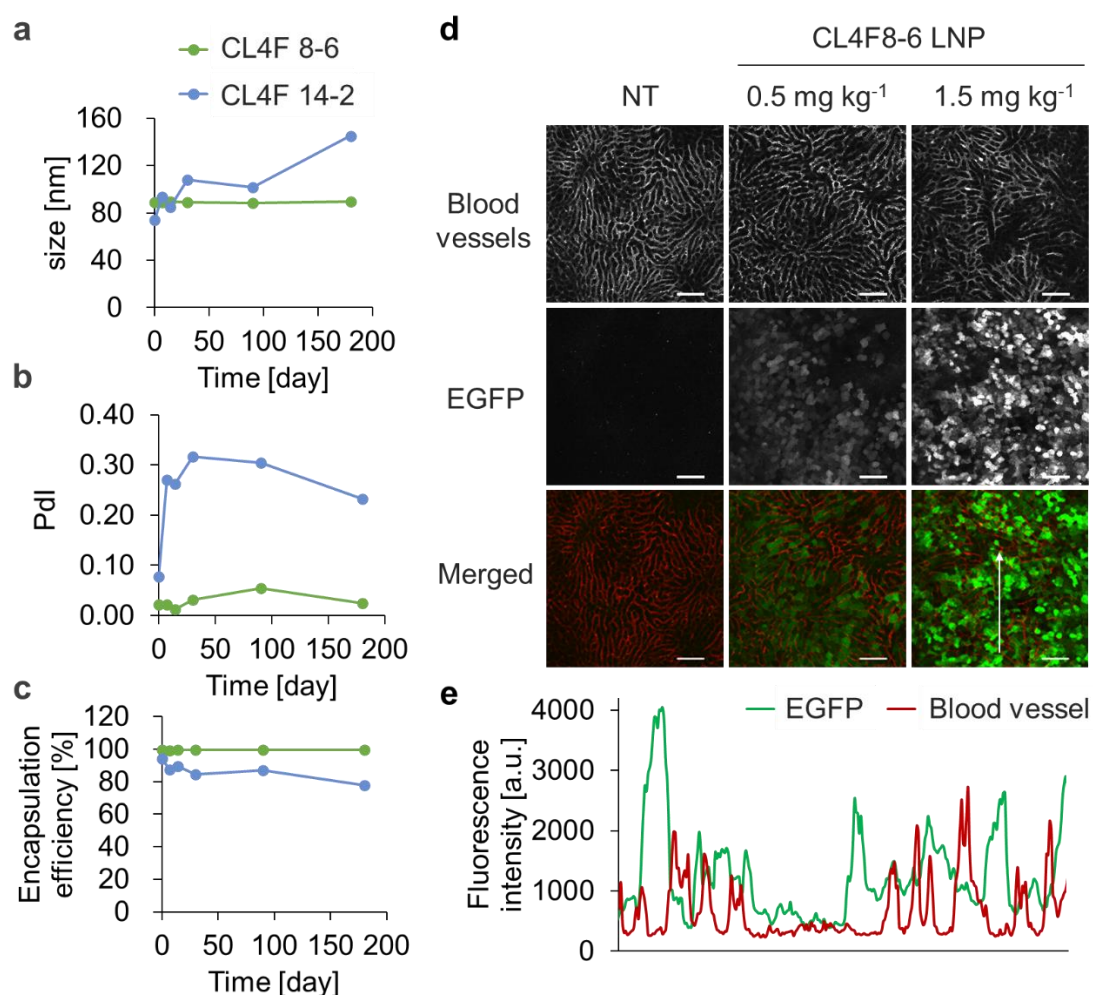 a
CL4F 8-6
CL4F 14-2
160
120
80
40
0
size [nm]
0 50 100 150 200
Time [day]
b
0.40
0.30
0.20
0.10
0.00
PdI
0 50 100 150 200
Time [day]
c
120
100
80
60
40
20
0
Encapsulation
efficiency [%]
0 50 100 150 200
Time [day]
d
CL4F8-6 LNP
NT 0.5 mg kg⁻¹ 1.5 mg kg⁻¹
Blood
vessels
EGFP
Merged
e
EGFP Blood vessel
4000
3000
2000
1000
0
Fluorescence
intensity [a.u.]